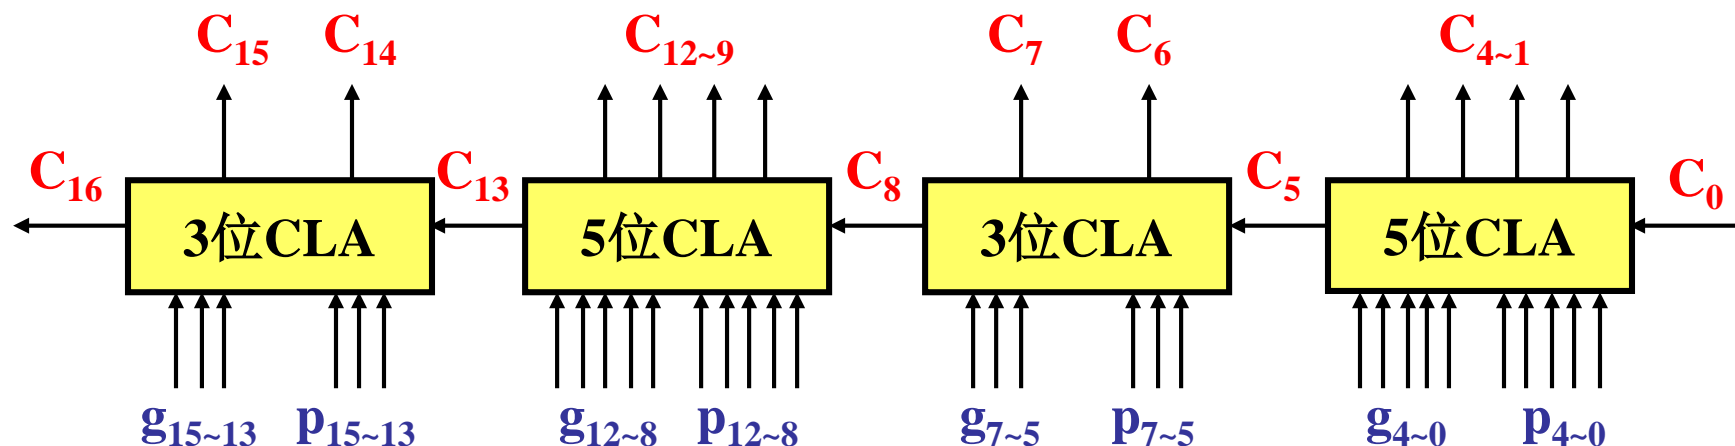 C15 C14 C12~9 C7 C6 C4~1
C16 C13 C8 C5 C0
3位CLA 5位CLA 3位CLA 5位CLA
g15~13 p15~13 g12~8 p12~8 g7~5 p7~5 g4~0 p4~0